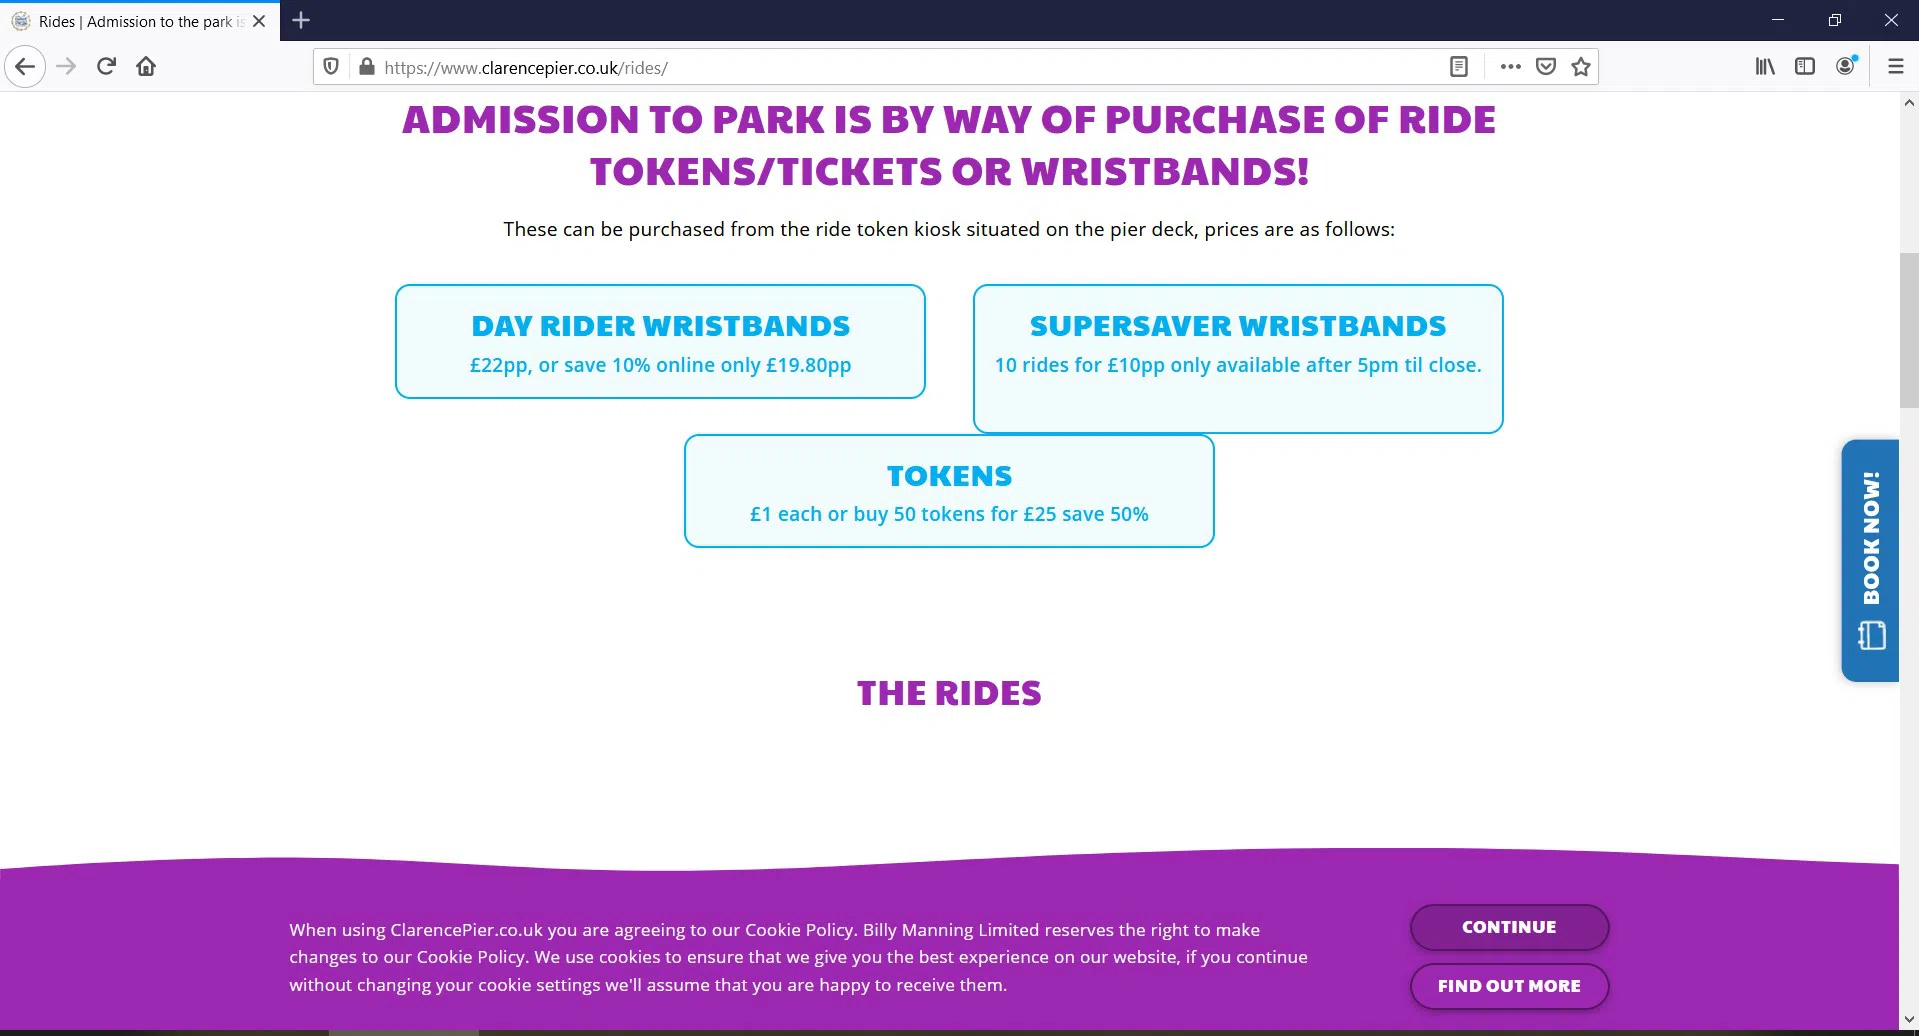 Rides | Admission to the park is
https://www.clarencepier.co.uk/rides/
ADMISSION TO PARK IS BY WAY OF PURCHASE OF RIDE
TOKENS/TICKETS OR WRISTBANDS!
These can be purchased from the ride token kiosk situated on the pier deck, prices are as follows:
DAY RIDER WRISTBANDS
£22pp, or save 10% online only £19.80pp
SUPERSAVER WRISTBANDS
10 rides for £10pp only available after 5pm til close.
TOKENS
£1 each or buy 50 tokens for £25 save 50%
BOOK NOW!
THE RIDES
When using ClarencePier.co.uk you are agreeing to our Cookie Policy. Billy Manning Limited reserves the right to make
changes to our Cookie Policy. We use cookies to ensure that we give you the best experience on our website, if you continue
without changing your cookie settings we'll assume that you are happy to receive them.
CONTINUE
FIND OUT MORE